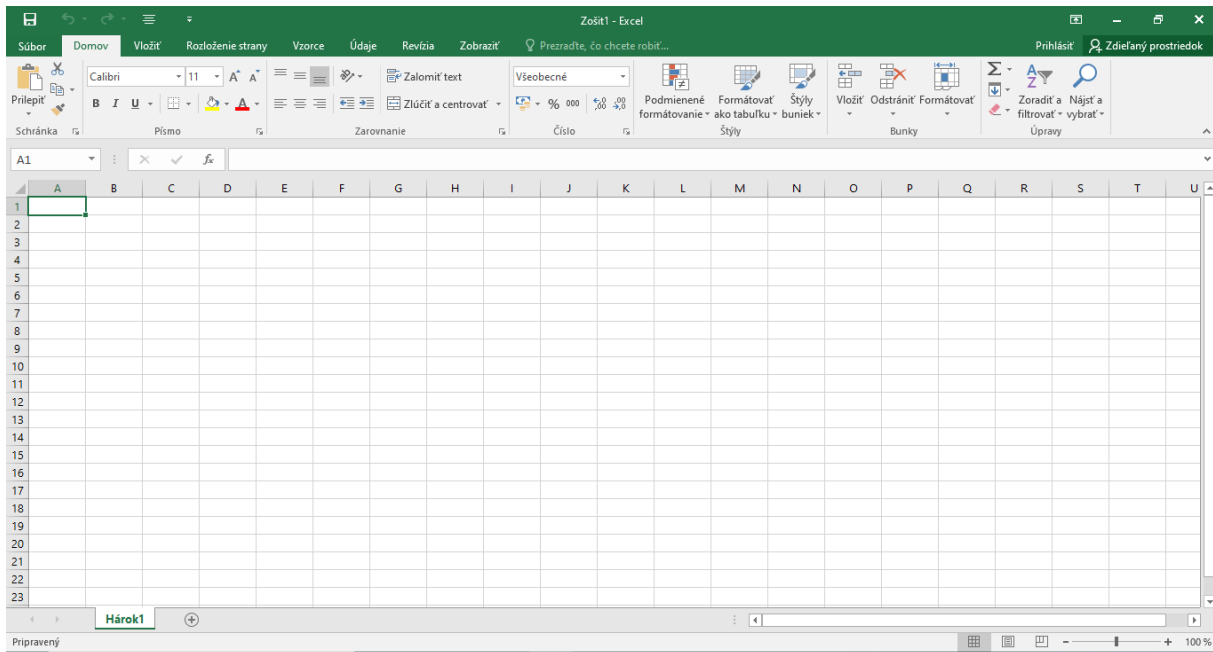 Zošit1 - Excel
Súbor Domov Vložiť Rozloženie strany Vzorce Údaje Revízia Zobraziť Prezraďte, čo chcete robiť... Prihlásiť Zdieľaný prostriedok
Prilepiť
Schránka
Calibri 11 A A
B I U A
Písmo
Zalomiť text
Zlúčiť a centrovať
Zarovnanie
Všeobecné
% 000 ,00 ,00
Číslo
Podmienené formátovanie
Formátovať ako tabuľku
Štýly buniek
Štýly
Vložiť Odstrániť Formátovať
Bunky
Σ
Zoradiť a filtrovať
Nájsť a vybrať
Úpravy
A1 fx
A B C D E F G H I J K L M N O P Q R S T U
1
2
3
4
5
6
7
8
9
10
11
12
13
14
15
16
17
18
19
20
21
22
23
Hárok1
Pripravený 100 %